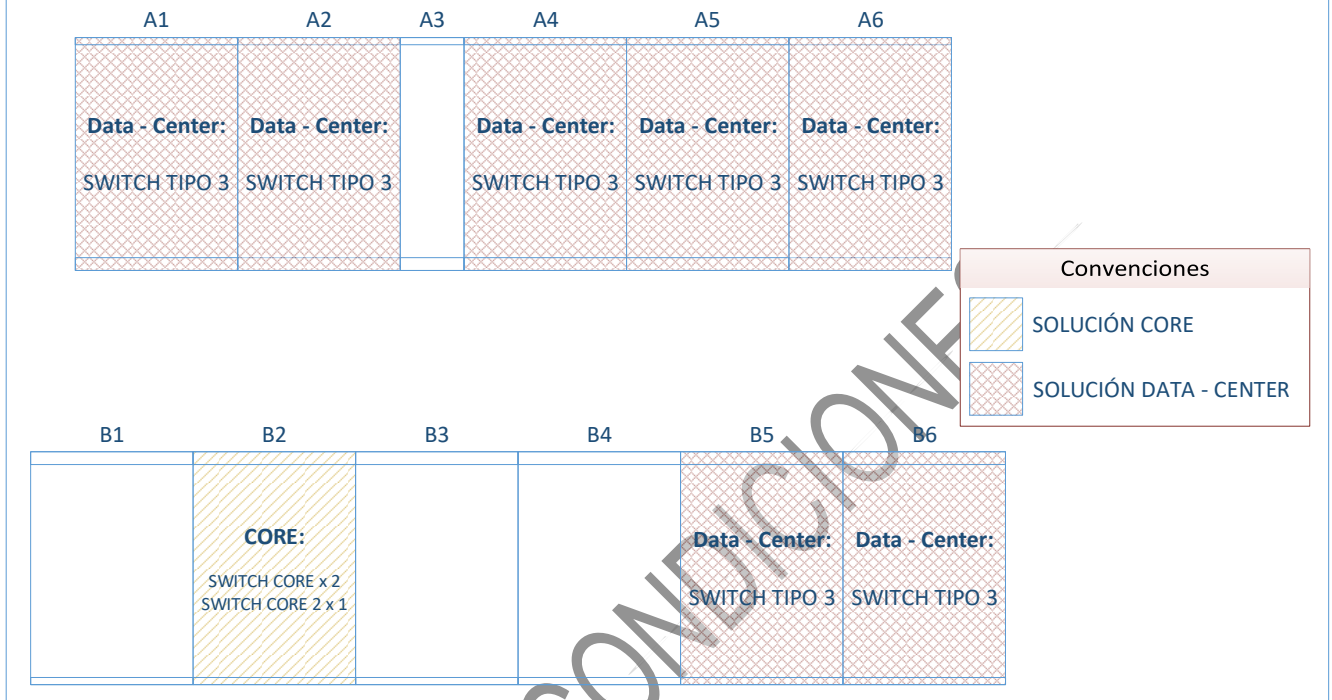 A1 A2 A3 A4 A5 A6
Data - Center: Data - Center: Data - Center: Data - Center: Data - Center:
SWITCH TIPO 3 SWITCH TIPO 3 SWITCH TIPO 3 SWITCH TIPO 3 SWITCH TIPO 3
Convenciones
SOLUCIÓN CORE
SOLUCIÓN DATA - CENTER
B1 B2 B3 B4 B5 B6
CORE:
SWITCH CORE x 2
SWITCH CORE 2 x 1
Data - Center: Data - Center:
SWITCH TIPO 3 SWITCH TIPO 3
CONDICIONES